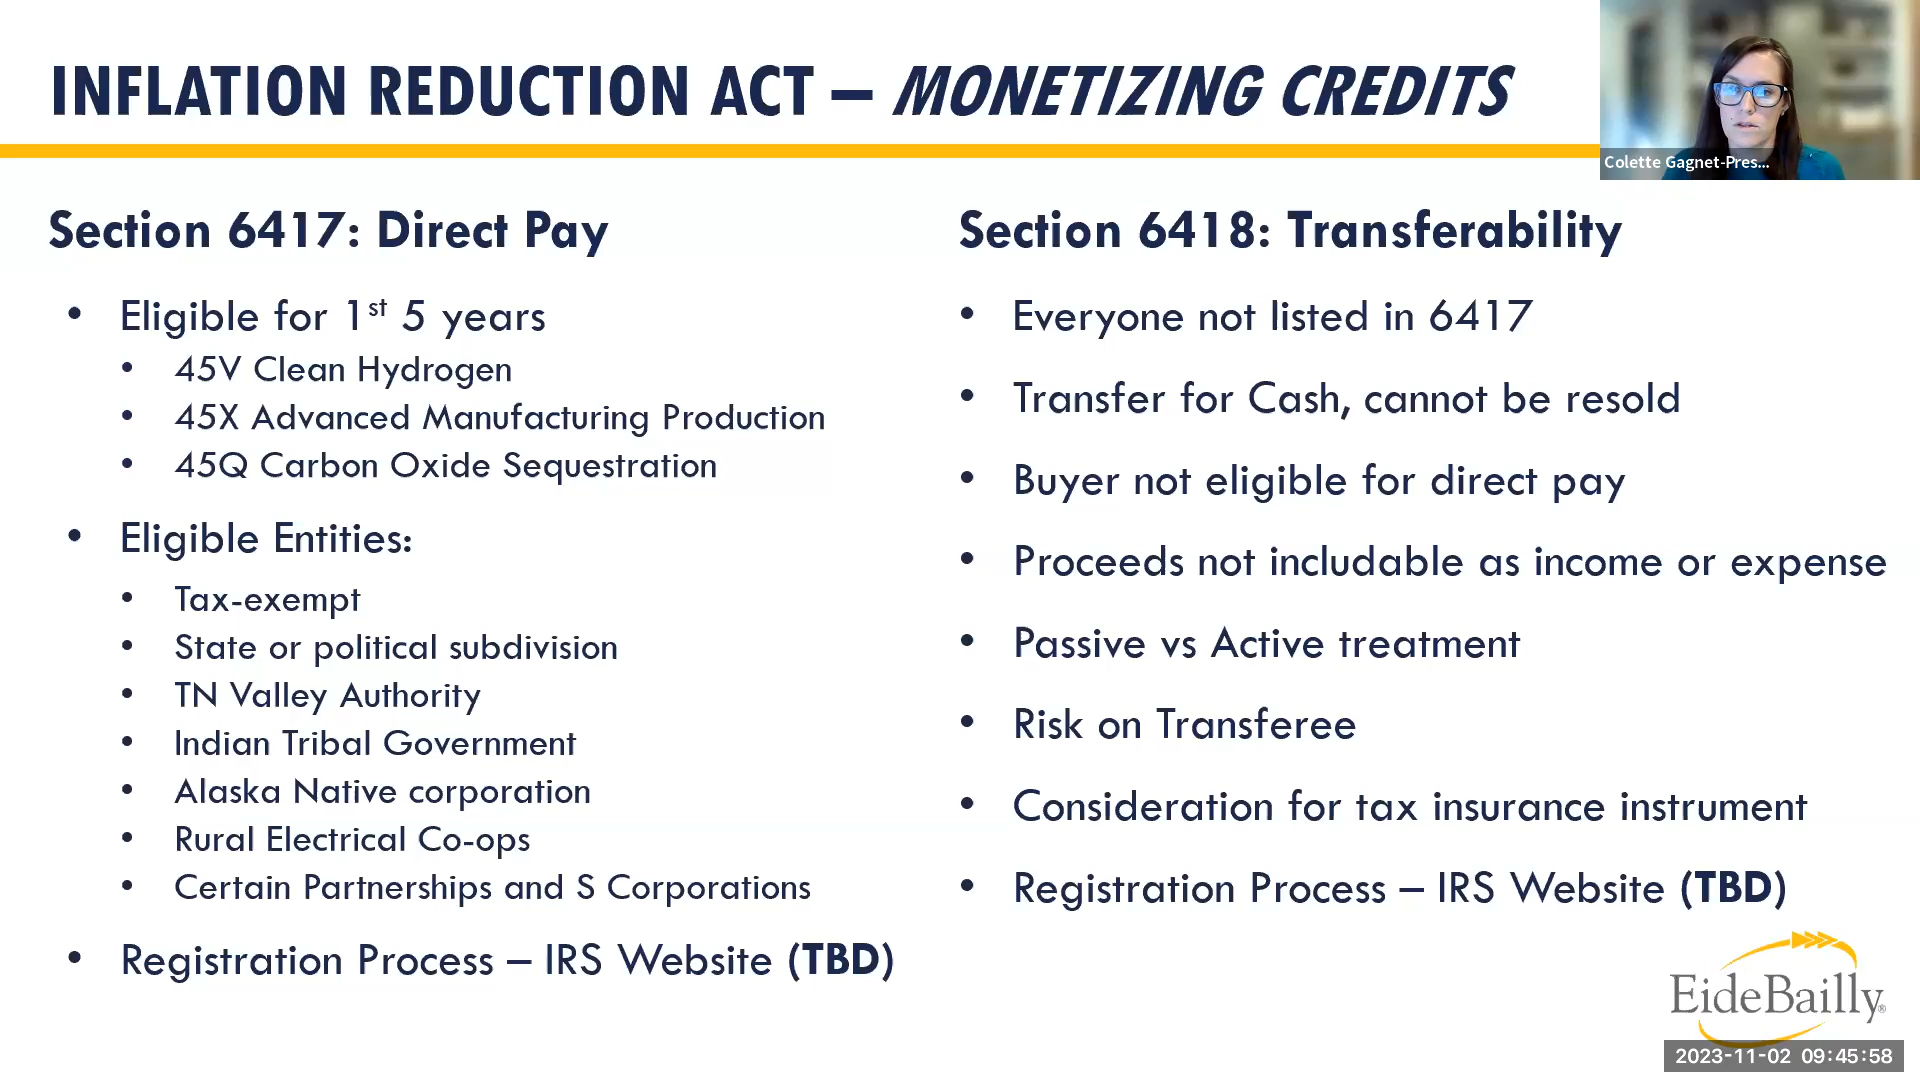 INFLATION REDUCTION ACT – MONETIZING CREDITS
Colette Gagnet-Pres...
Section 6417: Direct Pay
• Eligible for 1st 5 years
• 45V Clean Hydrogen
• 45X Advanced Manufacturing Production
• 45Q Carbon Oxide Sequestration
• Eligible Entities:
• Tax-exempt
• State or political subdivision
• TN Valley Authority
• Indian Tribal Government
• Alaska Native corporation
• Rural Electrical Co-ops
• Certain Partnerships and S Corporations
• Registration Process – IRS Website (TBD)
Section 6418: Transferability
• Everyone not listed in 6417
• Transfer for Cash, cannot be resold
• Buyer not eligible for direct pay
• Proceeds not includable as income or expense
• Passive vs Active treatment
• Risk on Transferee
• Consideration for tax insurance instrument
• Registration Process – IRS Website (TBD)
EideBailly®
2023-11-02 09:45:58